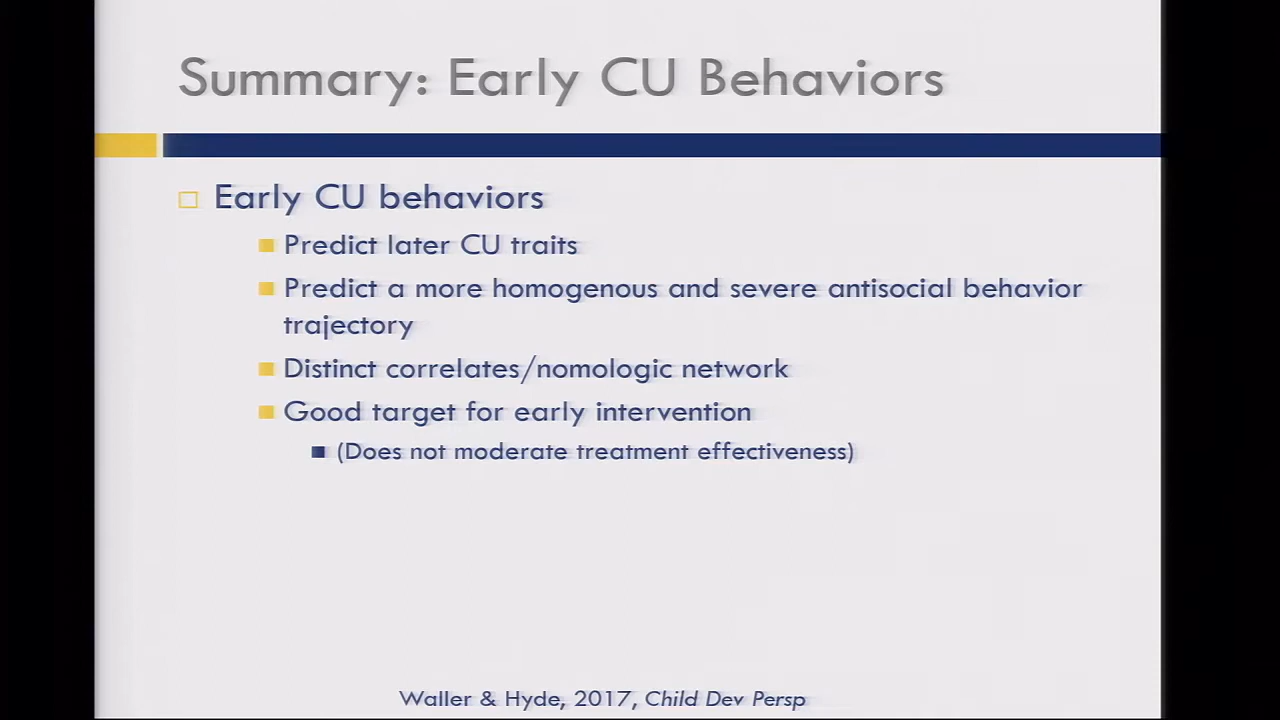 Summary: Early CU Behaviors
Early CU behaviors
Predict later CU traits
Predict a more homogenous and severe antisocial behavior
trajectory
Distinct correlates/nomologic network
Good target for early intervention
(Does not moderate treatment effectiveness)
Waller & Hyde, 2017, Child Dev Persp